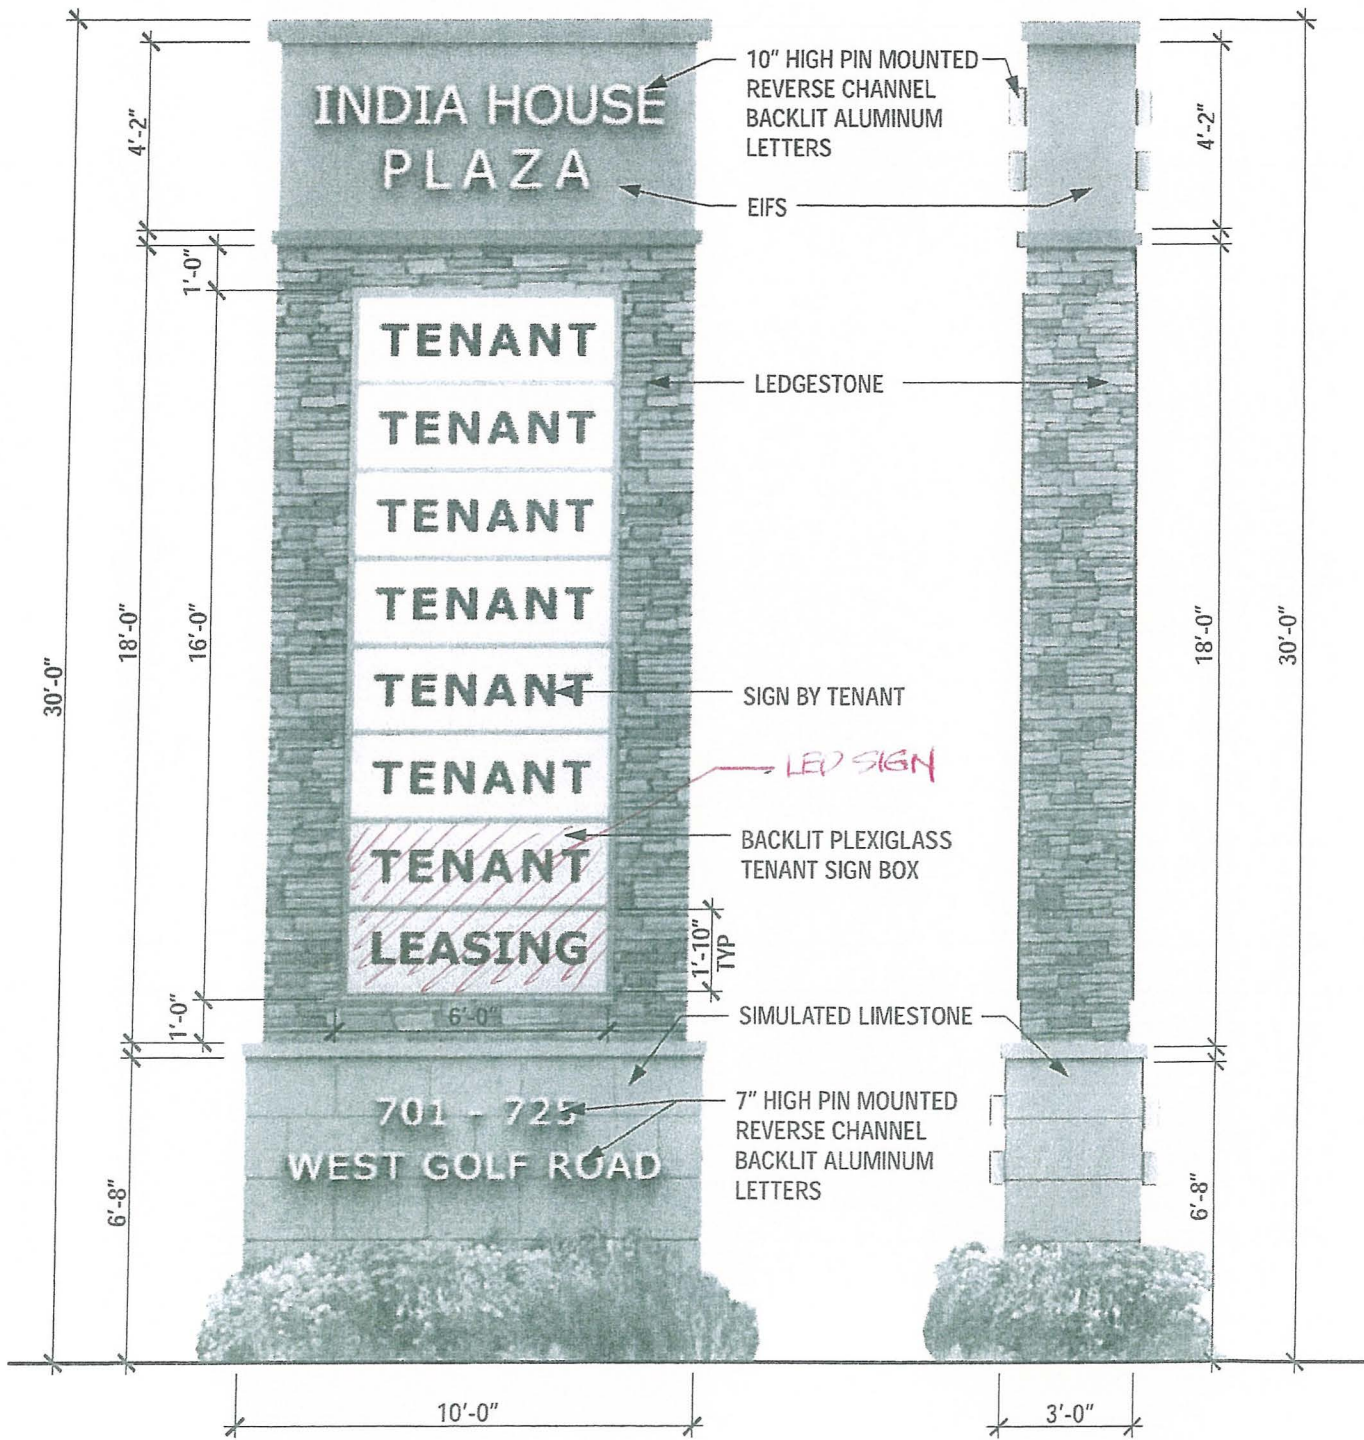 INDIA HOUSE
PLAZA
10" HIGH PIN MOUNTED
REVERSE CHANNEL
BACKLIT ALUMINUM
LETTERS
EIFS
4'-2"
4'-2"
1'-0"
TENANT
TENANT
TENANT
TENANT
TENANT
TENANT
TENANT
LEASING
LEDGESTONE
SIGN BY TENANT
LED SIGN
BACKLIT PLEXIGLASS
TENANT SIGN BOX
1'-10"
TYP
30'-0"
18'-0"
16'-0"
18'-0"
30'-0"
1'-0"
6'-0"
SIMULATED LIMESTONE
701 - 725
WEST GOLF ROAD
7" HIGH PIN MOUNTED
REVERSE CHANNEL
BACKLIT ALUMINUM
LETTERS
6'-8"
6'-8"
10'-0"
3'-0"